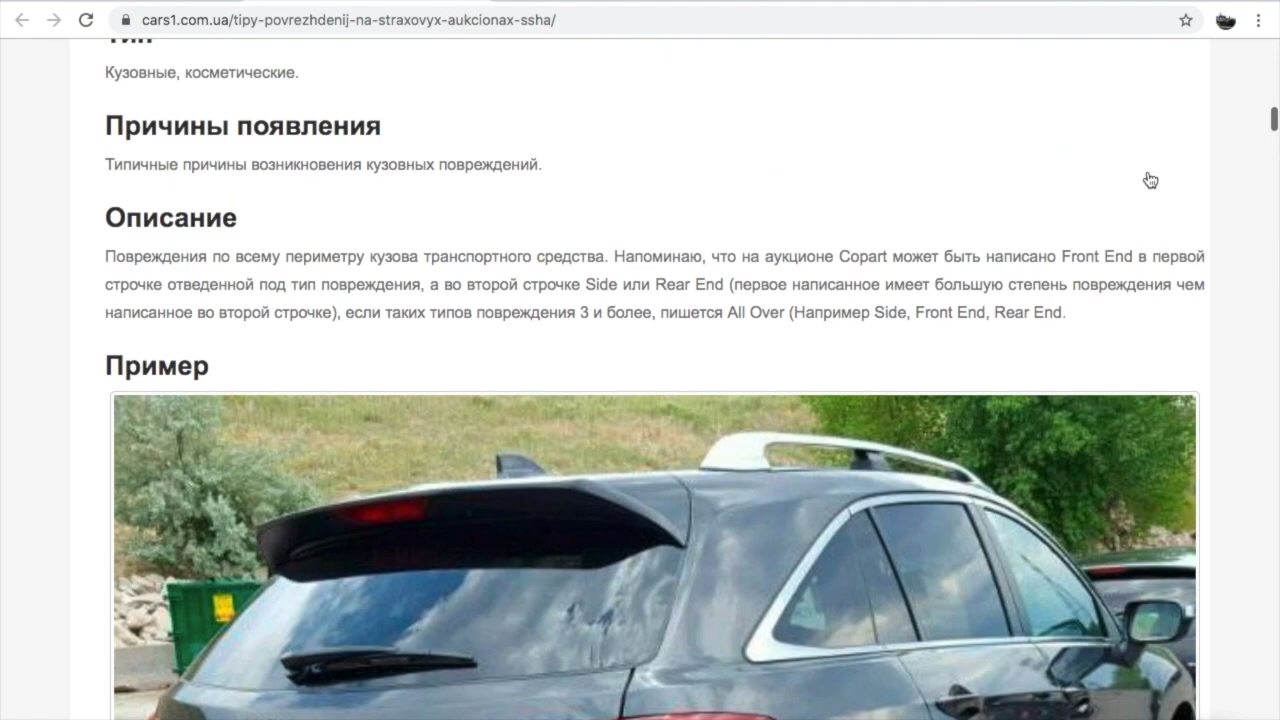 cars1.com.ua/tipy-povrezhdenij-na-straxovyx-aukcionax-ssha/
Тип
Кузовные, косметические.
Причины появления
Типичные причины возникновения кузовных повреждений.
Описание
Повреждения по всему периметру кузова транспортного средства. Напоминаю, что на аукционе Copart может быть написано Front End в первой
строчке отведенной под тип повреждения, а во второй строчке Side или Rear End (первое написанное имеет большую степень повреждения чем
написанное во второй строчке), если таких типов повреждения 3 и более, пишется All Over (Например Side, Front End, Rear End.
Пример